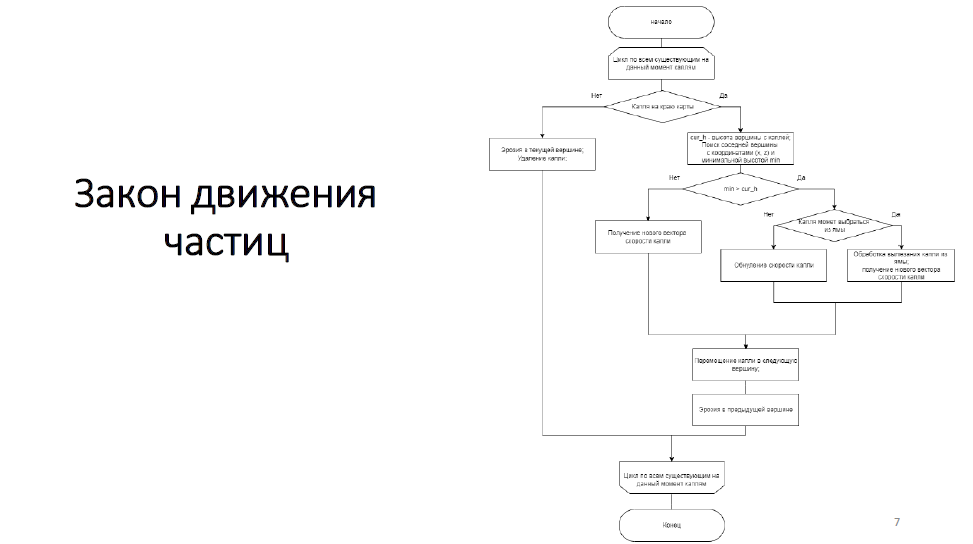 Закон движения
частиц
начало
Цикл по всем существующим на
данный момент каплям
Нет
Да
Капля на краю карты
Эрозия в текущей вершине;
Удаление капли;
cur_h - высота вершины с каплей;
Поиск соседней вершины
с координатами (x, z) и
минимальной высотой min
Нет
Да
min > cur_h
Получение нового вектора
скорости капли
Нет
Да
Капля может выбраться
из ямы
Обнуление скорости капли
Обработка вылезания капли из
ямы;
получение нового вектора
скорости капли
Перемещение капли в следующую
вершину;
Эрозия в предыдущей вершине
Цикл по всем существующим на
данный момент каплям
Конец
7